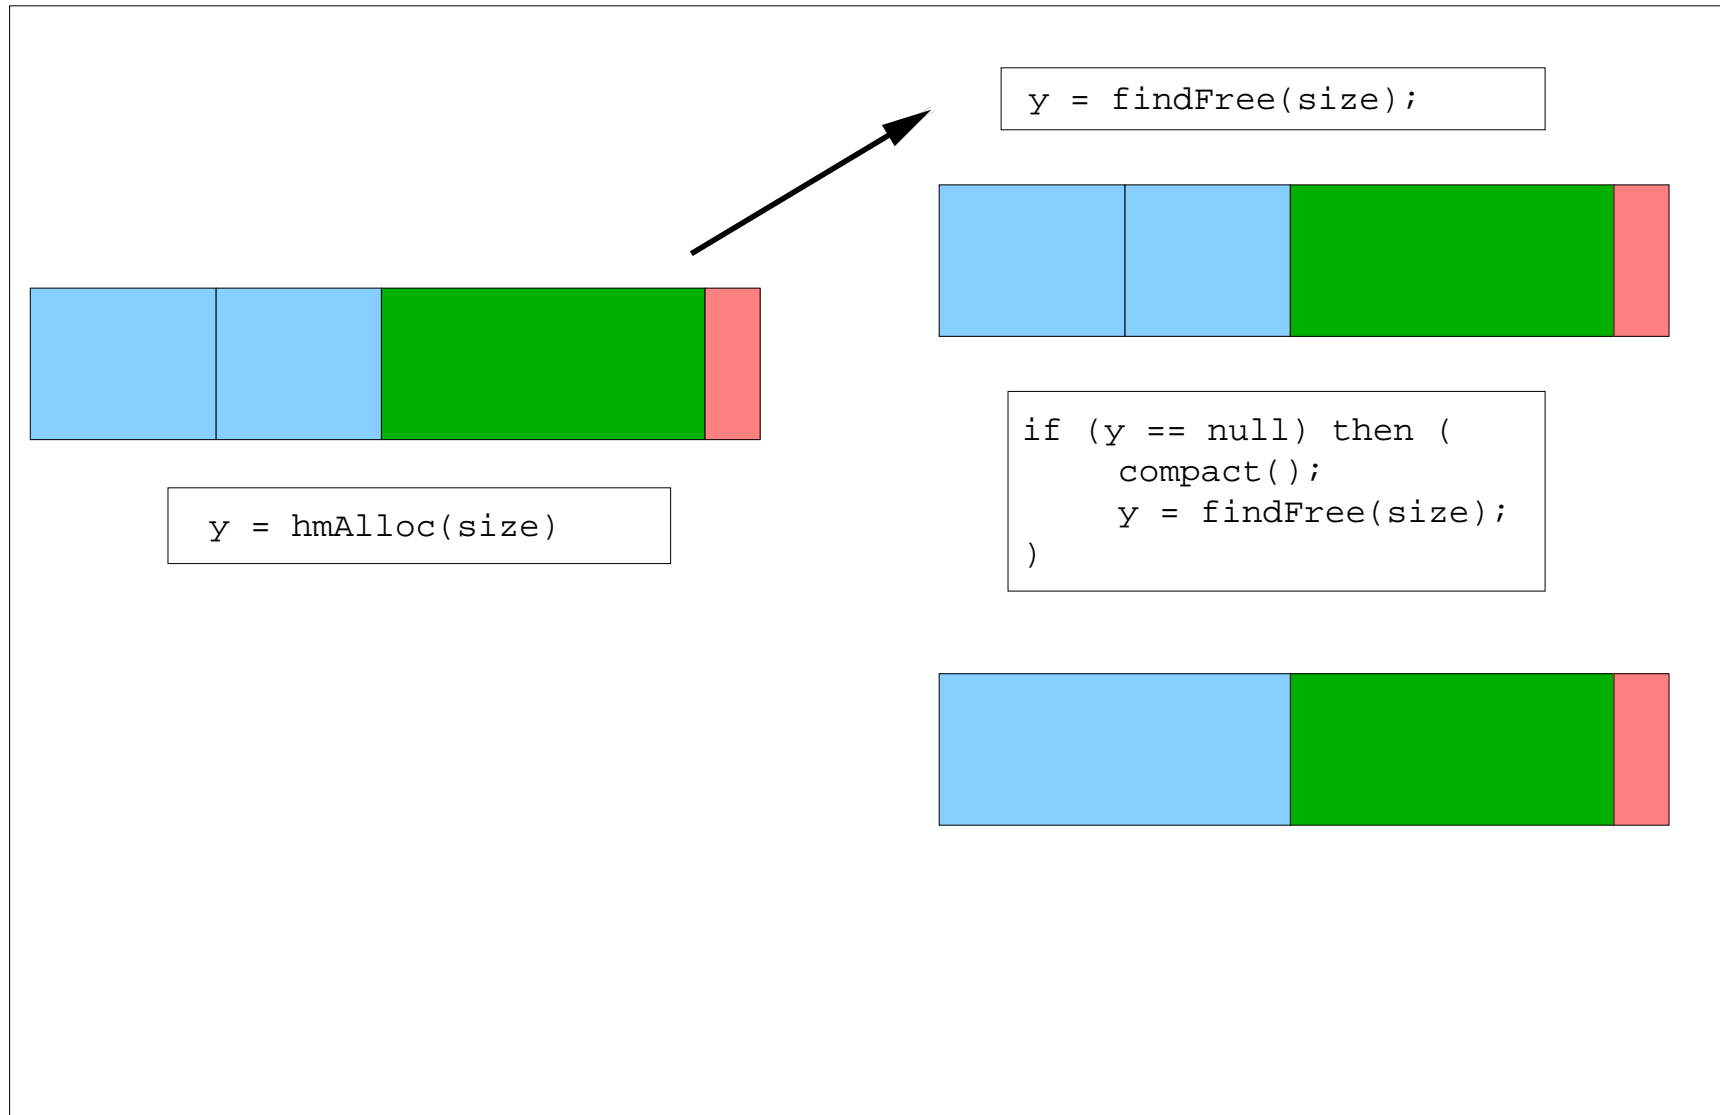 y = findFree(size);
y = hmAlloc(size)
if (y == null) then (
compact();
y = findFree(size);
)